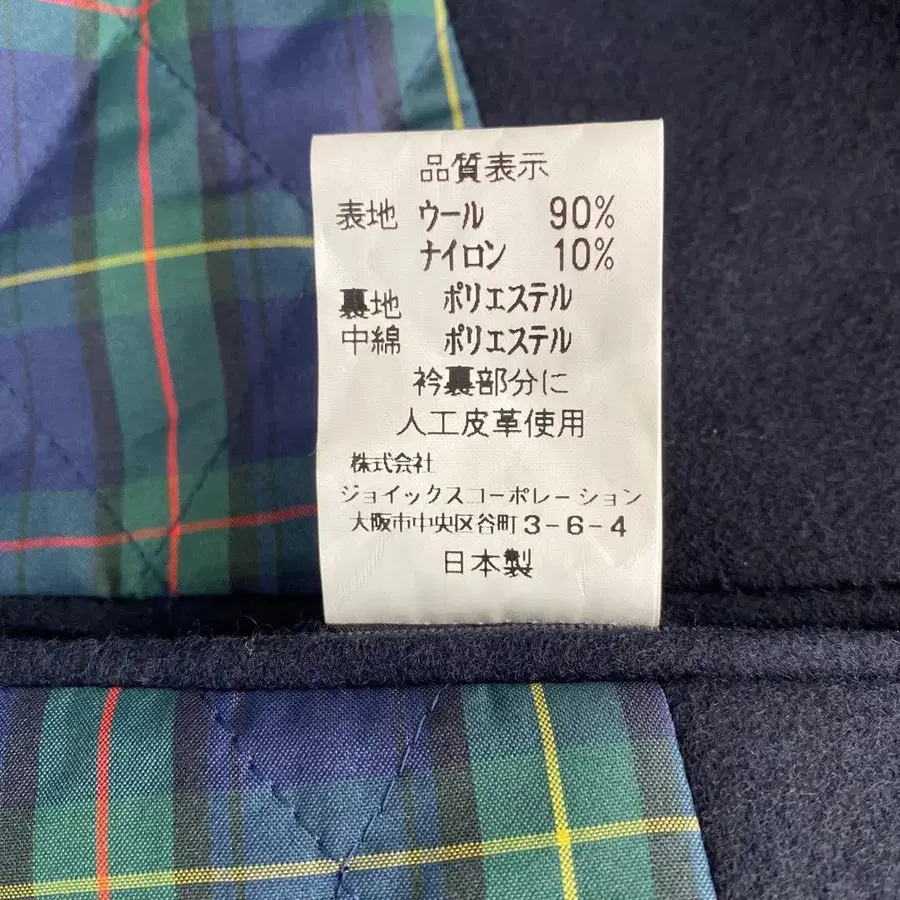 品質表示
表地 ウール 90%
ナイロン 10%
裏地 ポリエステル
中綿 ポリエステル
衿裏部分に
人工皮革使用
株式会社
ジョイックスコーポレーション
大阪市中央区谷町3-6-4
日本製